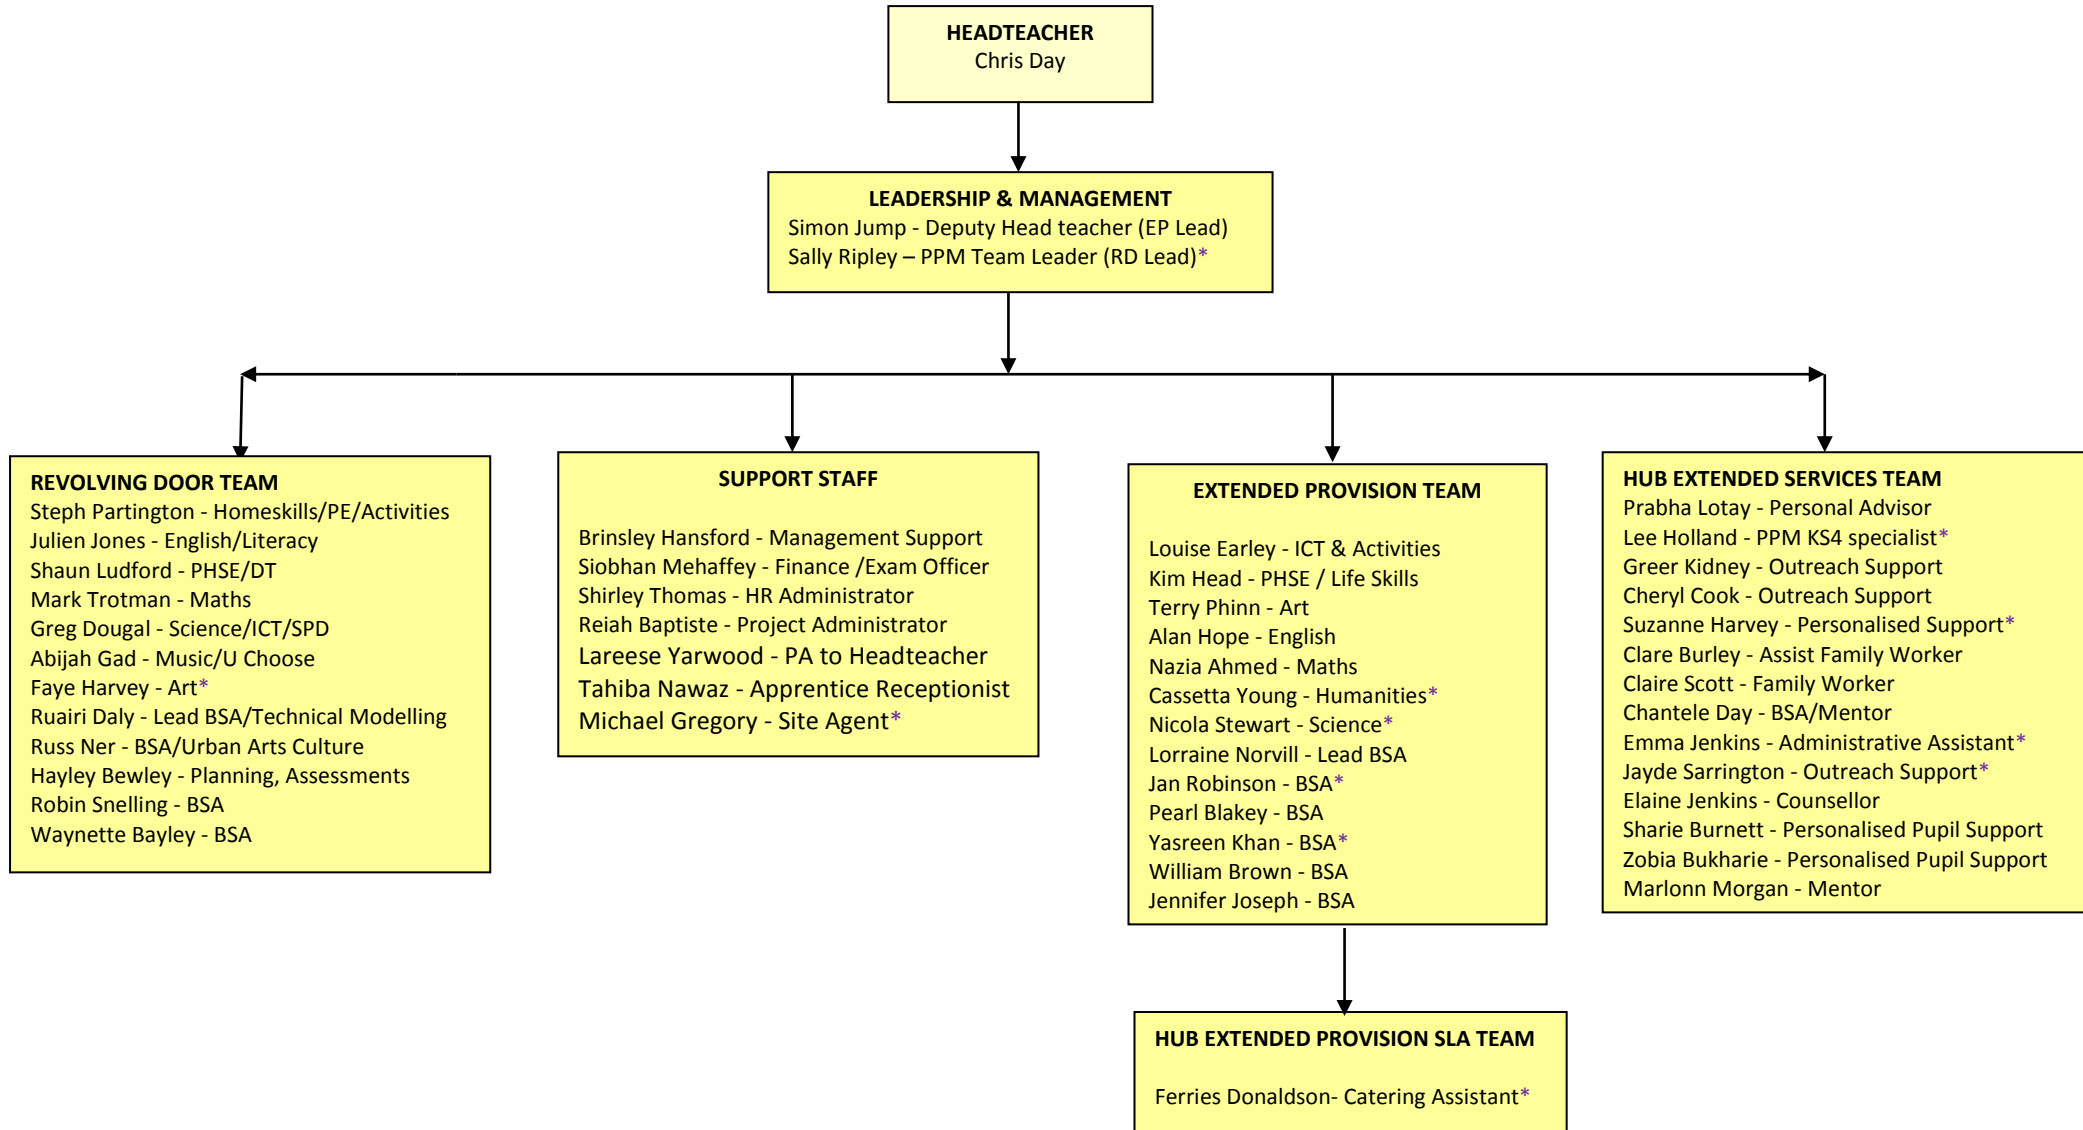 HEADTEACHER
Chris Day
LEADERSHIP & MANAGEMENT
Simon Jump - Deputy Head teacher (EP Lead)
Sally Ripley – PPM Team Leader (RD Lead)*
REVOLVING DOOR TEAM
Steph Partington - Homeskills/PE/Activities
Julien Jones - English/Literacy
Shaun Ludford - PHSE/DT
Mark Trotman - Maths
Greg Dougal - Science/ICT/SPD
Abijah Gad - Music/U Choose
Faye Harvey - Art*
Ruairi Daly - Lead BSA/Technical Modelling
Russ Ner - BSA/Urban Arts Culture
Hayley Bewley - Planning, Assessments
Robin Snelling - BSA
Waynette Bayley - BSA
SUPPORT STAFF
Brinsley Hansford - Management Support
Siobhan Mehaffey - Finance /Exam Officer
Shirley Thomas - HR Administrator
Reiah Baptiste - Project Administrator
Lareese Yarwood - PA to Headteacher
Tahiba Nawaz - Apprentice Receptionist
Michael Gregory - Site Agent*
EXTENDED PROVISION TEAM
Louise Earley - ICT & Activities
Kim Head - PHSE / Life Skills
Terry Phinn - Art
Alan Hope - English
Nazia Ahmed - Maths
Cassetta Young - Humanities*
Nicola Stewart - Science*
Lorraine Norvill - Lead BSA
Jan Robinson - BSA*
Pearl Blakey - BSA
Yasreen Khan - BSA*
William Brown - BSA
Jennifer Joseph - BSA
HUB EXTENDED SERVICES TEAM
Prabha Lotay - Personal Advisor
Lee Holland - PPM KS4 specialist*
Greer Kidney - Outreach Support
Cheryl Cook - Outreach Support
Suzanne Harvey - Personalised Support*
Clare Burley - Assist Family Worker
Claire Scott - Family Worker
Chantele Day - BSA/Mentor
Emma Jenkins - Administrative Assistant*
Jayde Sarrington - Outreach Support*
Elaine Jenkins - Counsellor
Sharie Burnett - Personalised Pupil Support
Zobia Bukharie - Personalised Pupil Support
Marlonn Morgan - Mentor
HUB EXTENDED PROVISION SLA TEAM
Ferries Donaldson- Catering Assistant*